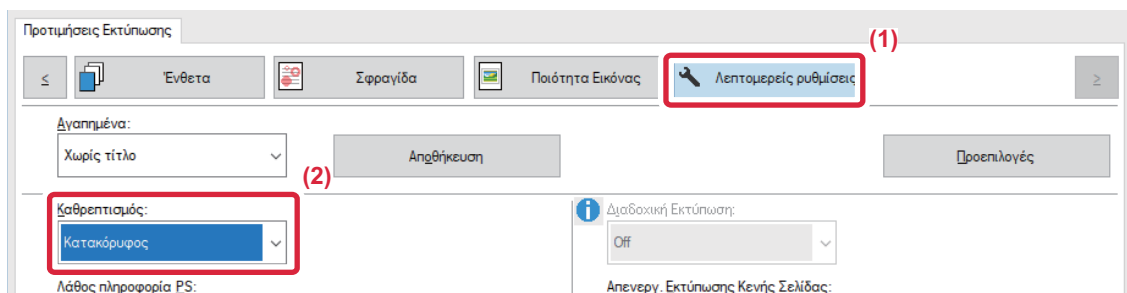 Προτιμήσεις Εκτύπωσης
(1)
≤ Ένθετα Σφραγίδα Ποιότητα Εικόνας Λεπτομερείς ρυθμίσεις ≥
Αγαπημένα:
Χωρίς τίτλο Αποθήκευση Προεπιλογές
(2)
Καθρεπτισμός: Διαδοχική Εκτύπωση:
Κατακόρυφος Off
Λάθος πληροφορία PS: Απενεργ. Εκτύπωσης Κενής Σελίδας: